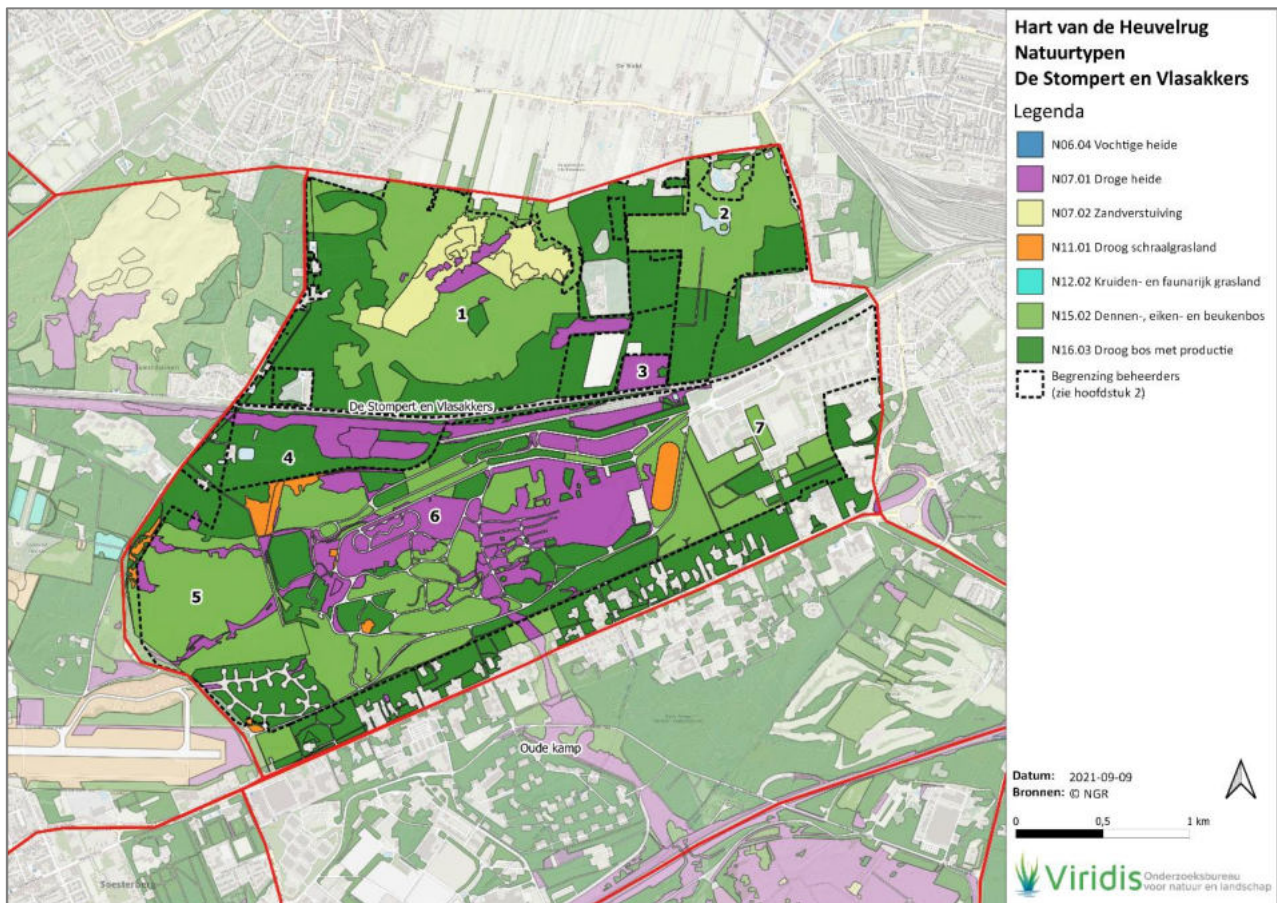 Hart van de Heuvelrug
Natuurtypen
De Stompert en Vlasakkers
Legenda
N06.04 Vochtige heide
N07.01 Droge heide
N07.02 Zandverstuiving
N11.01 Droog schraalgrasland
N12.02 Kruiden- en faunarijk grasland
N15.02 Dennen-, eiken- en beukenbos
N16.03 Droog bos met productie
Begrenzing beheerders
(zie hoofdstuk 2)
2
1
3
De Stompert en Vlasakkers
7
4
6
5
Oude kamp
Soesterberg
Datum: 2021-09-09
Bronnen: © NGR
0 0,5 1 km
Viridis Onderzoeksbureau
voor natuur en landschap